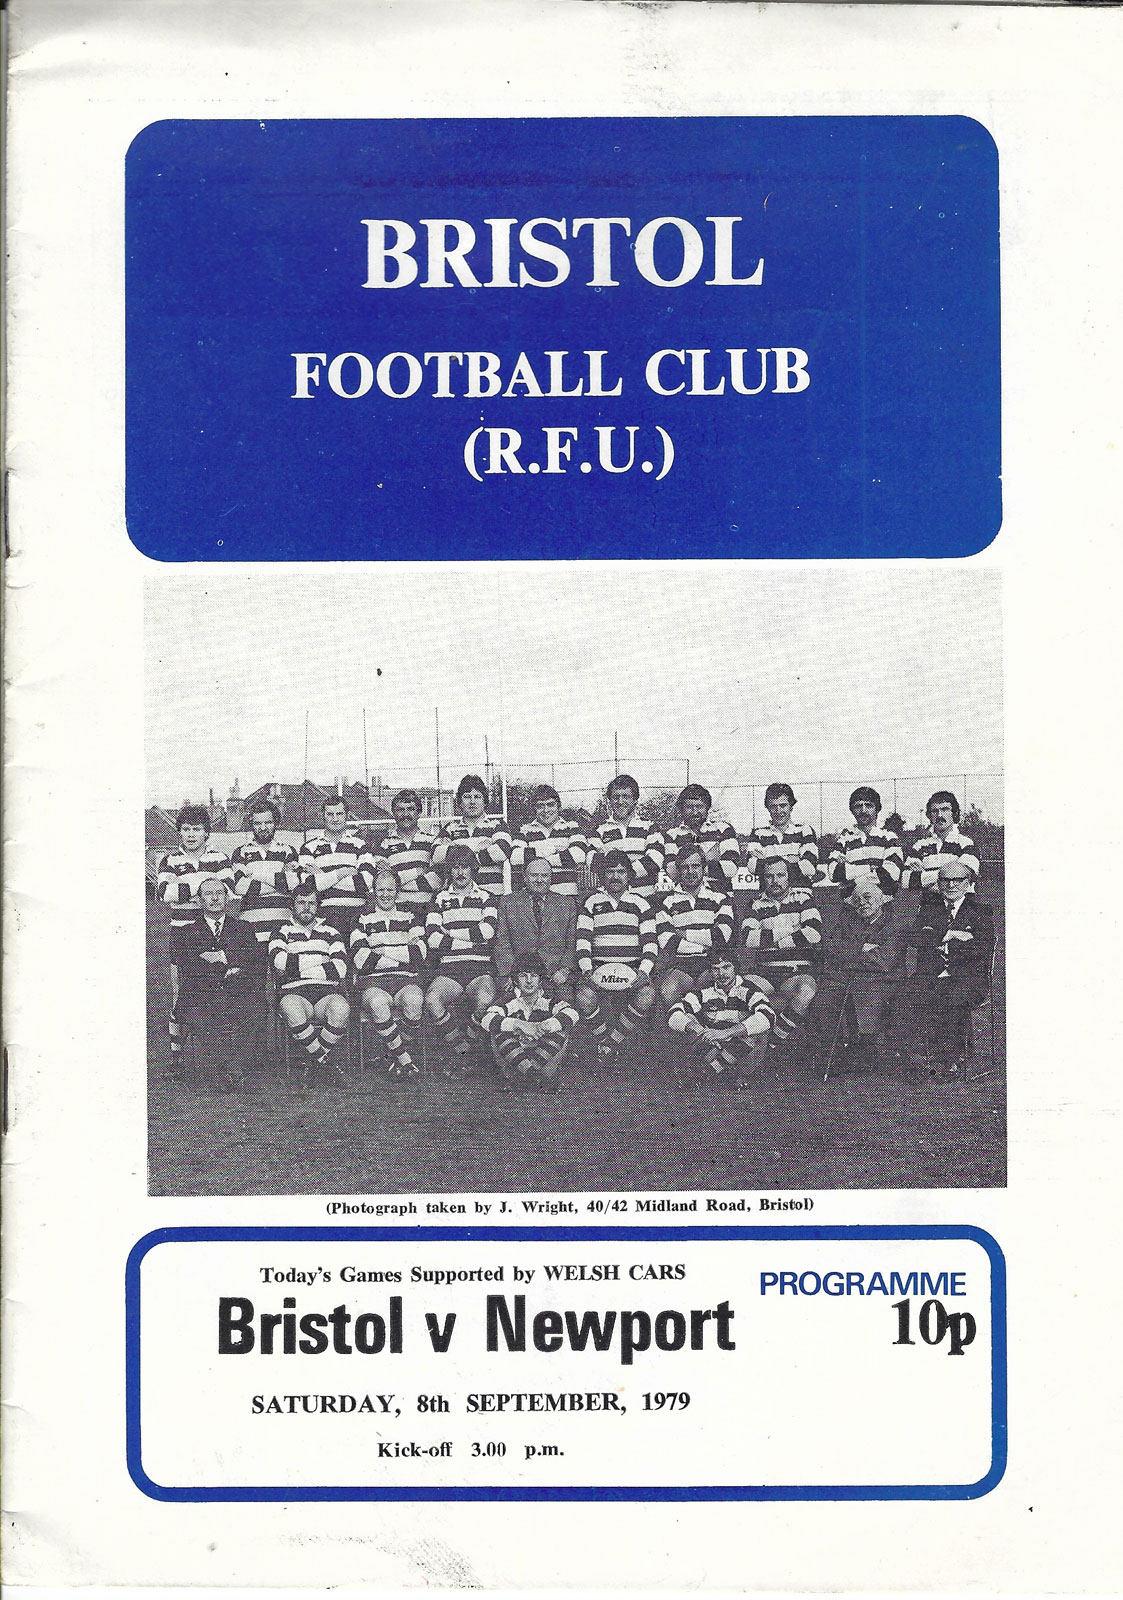 BRISTOL
FOOTBALL CLUB
(R.F.U.)
Mitre
(Photograph taken by J. Wright, 40/42 Midland Road, Bristol)
Today's Games Supported by WELSH CARS
PROGRAMME
Bristol v Newport
10p
SATURDAY, 8th SEPTEMBER, 1979
Kick-off 3.00 p.m.